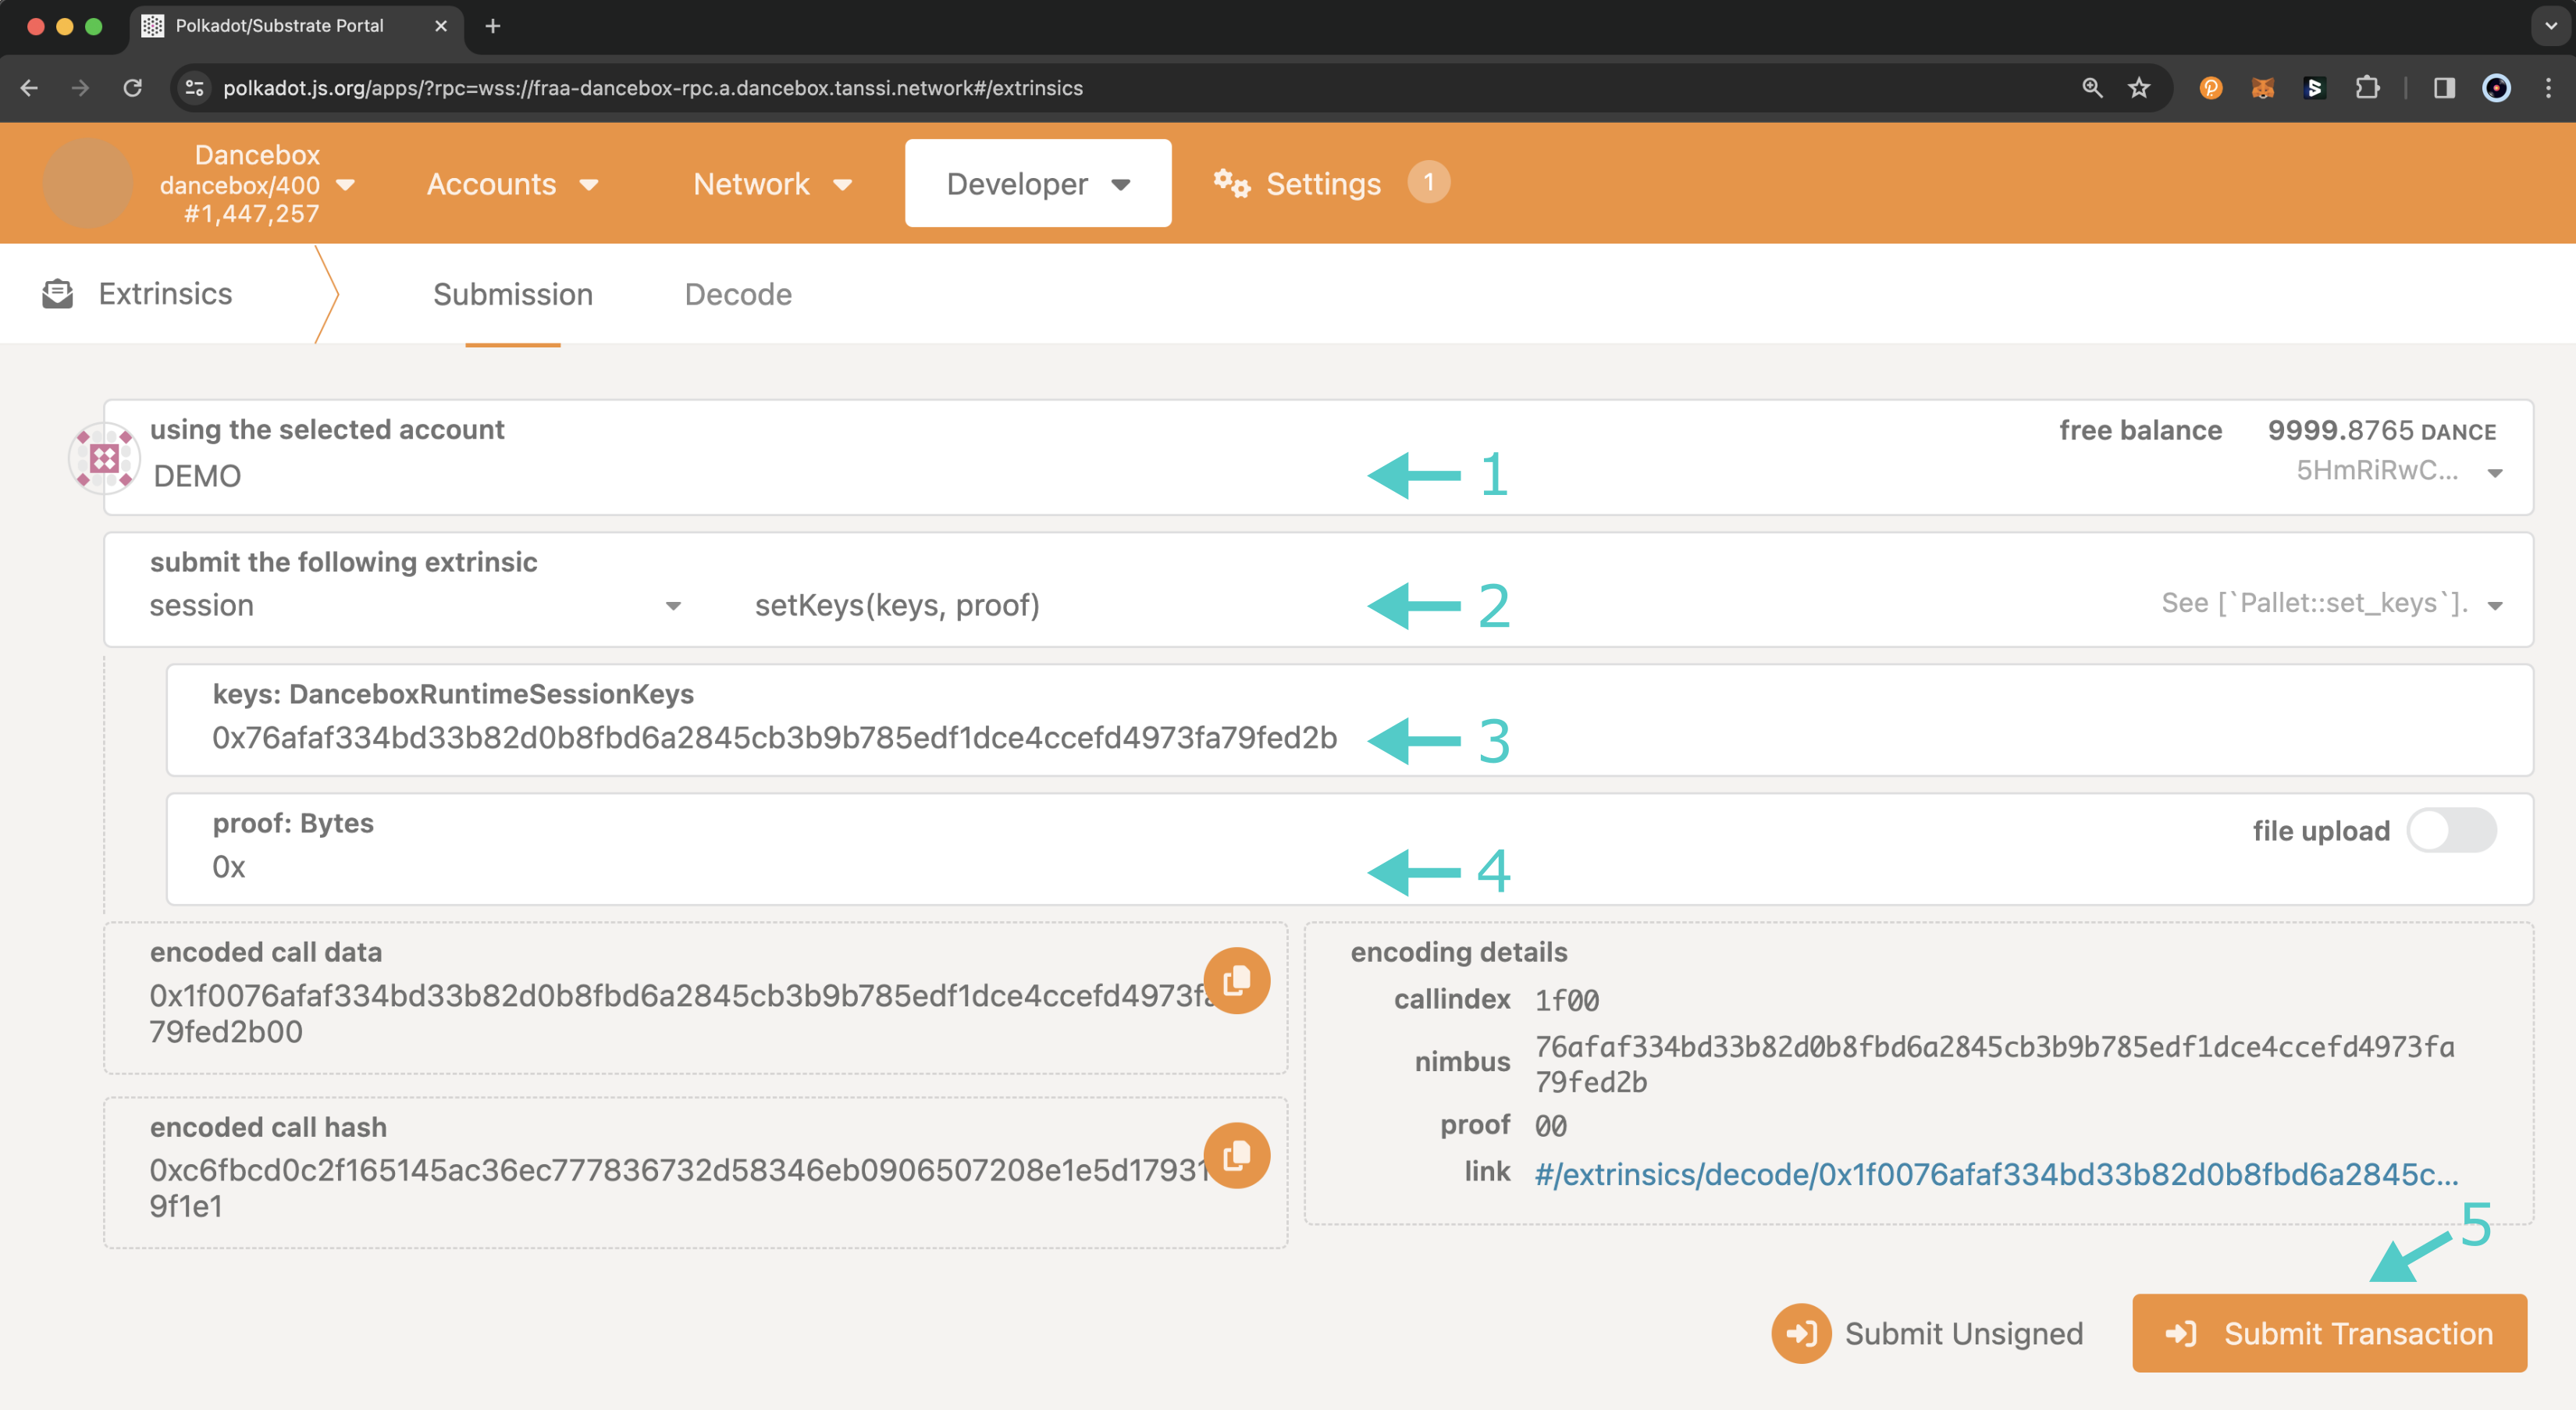 Polkadot/Substrate Portal
polkadot.js.org/apps/?rpc=wss://fraa-dancebox-rpc.a.dancebox.tanssi.network#/extrinsics
Dancebox
dancebox/400
#1,447,257
Accounts
Network
Developer
Settings
1
Extrinsics
Submission
Decode
using the selected account
DEMO
free balance 9999.8765 DANCE
5HmRiRwC...
1
submit the following extrinsic
session
setKeys(keys, proof)
See [`Pallet::set_keys`].
2
keys: DanceboxRuntimeSessionKeys
0x76afaf334bd33b82d0b8fbd6a2845cb3b9b785edf1dce4ccefd4973fa79fed2b
3
proof: Bytes
0x
file upload
4
encoded call data
0x1f0076afaf334bd33b82d0b8fbd6a2845cb3b9b785edf1dce4ccefd4973fa
79fed2b00
encoded call hash
0xc6fbcd0c2f165145ac36ec777836732d58346eb0906507208e1e5d17931
9f1e1
encoding details
callindex 1f00
nimbus 76afaf334bd33b82d0b8fbd6a2845cb3b9b785edf1dce4ccefd4973fa
79fed2b
proof 00
link #/extrinsics/decode/0x1f0076afaf334bd33b82d0b8fbd6a2845c...
5
Submit Unsigned
Submit Transaction